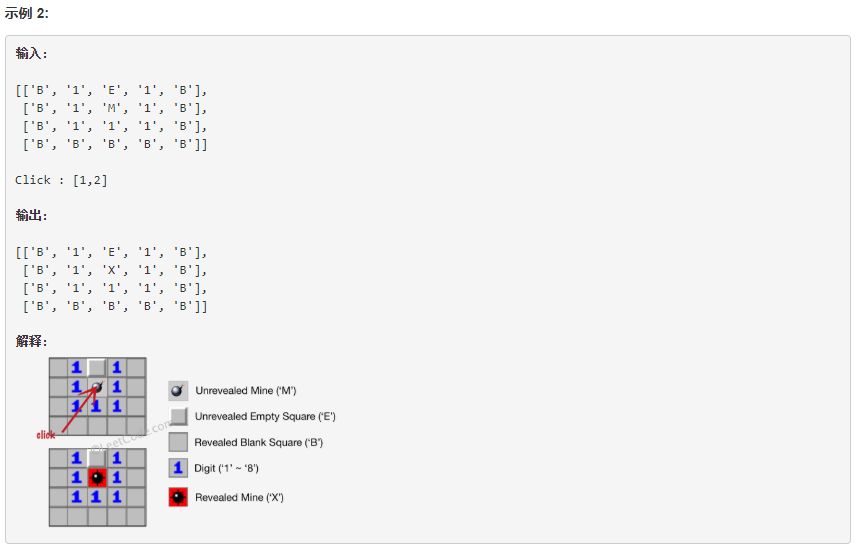 示例 2:
输入:
[['B', '1', 'E', '1', 'B'],
['B', '1', 'M', '1', 'B'],
['B', '1', '1', '1', 'B'],
['B', 'B', 'B', 'B', 'B']]
Click : [1,2]
输出:
[['B', '1', 'E', '1', 'B'],
['B', '1', 'X', '1', 'B'],
['B', '1', '1', '1', 'B'],
['B', 'B', 'B', 'B', 'B']]
解释:
1 1
1 1
1 1 1
click
©LeetCode.com
1 1
1 1
1 1 1
Unrevealed Mine ('M')
Unrevealed Empty Square ('E')
Revealed Blank Square ('B')
1 Digit ('1' ~ '8')
Revealed Mine ('X')